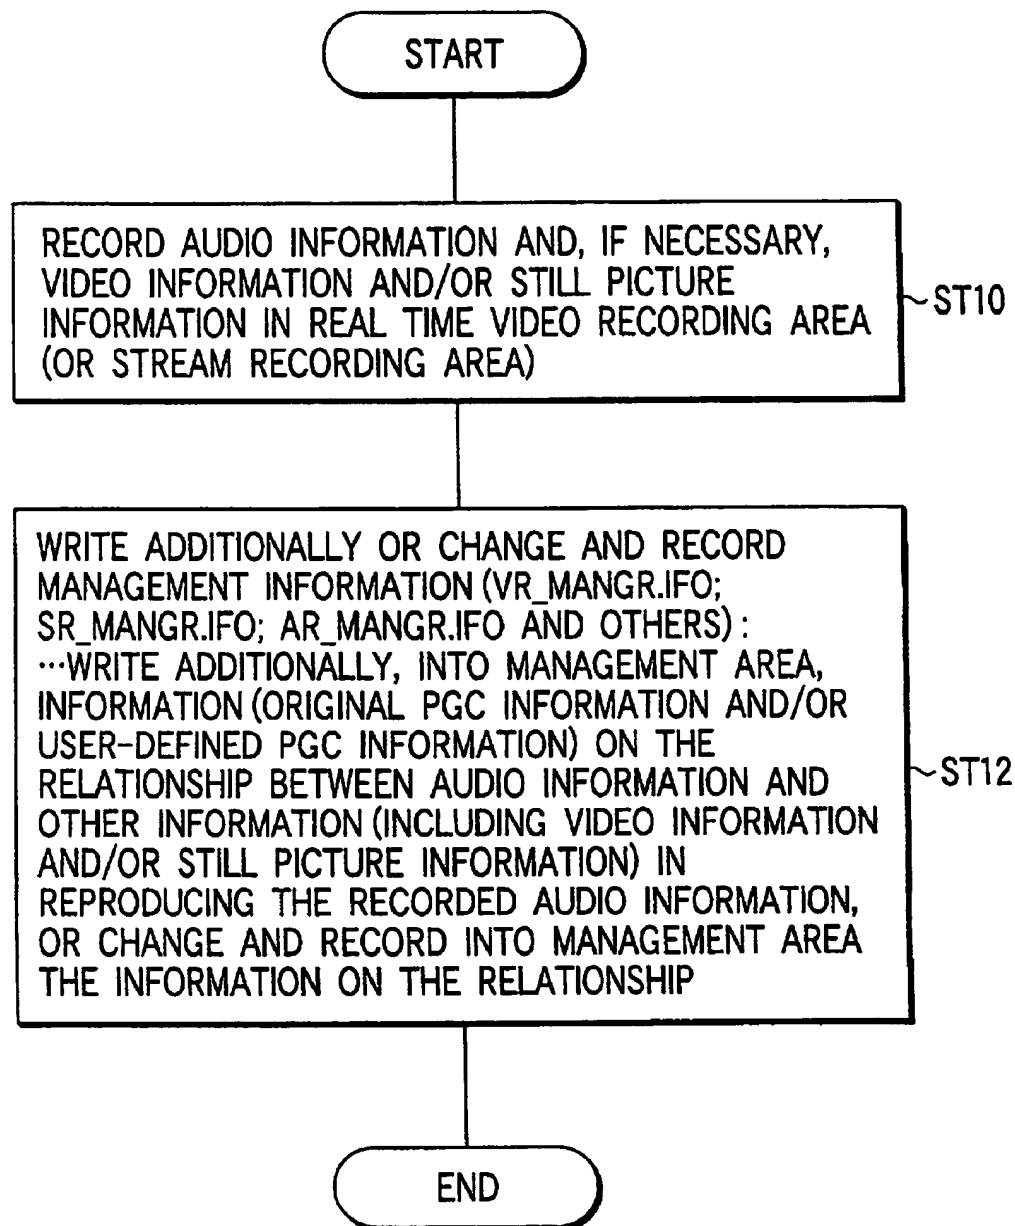 START
RECORD AUDIO INFORMATION AND, IF NECESSARY,
VIDEO INFORMATION AND/OR STILL PICTURE
INFORMATION IN REAL TIME VIDEO RECORDING AREA
(OR STREAM RECORDING AREA)
~ST10
WRITE ADDITIONALLY OR CHANGE AND RECORD
MANAGEMENT INFORMATION (VR_MANGR.IFO;
SR_MANGR.IFO; AR_MANGR.IFO AND OTHERS) :
···WRITE ADDITIONALLY, INTO MANAGEMENT AREA,
INFORMATION (ORIGINAL PGC INFORMATION AND/OR
USER-DEFINED PGC INFORMATION) ON THE
RELATIONSHIP BETWEEN AUDIO INFORMATION AND
OTHER INFORMATION (INCLUDING VIDEO INFORMATION
AND/OR STILL PICTURE INFORMATION) IN
REPRODUCING THE RECORDED AUDIO INFORMATION,
OR CHANGE AND RECORD INTO MANAGEMENT AREA
THE INFORMATION ON THE RELATIONSHIP
~ST12
END